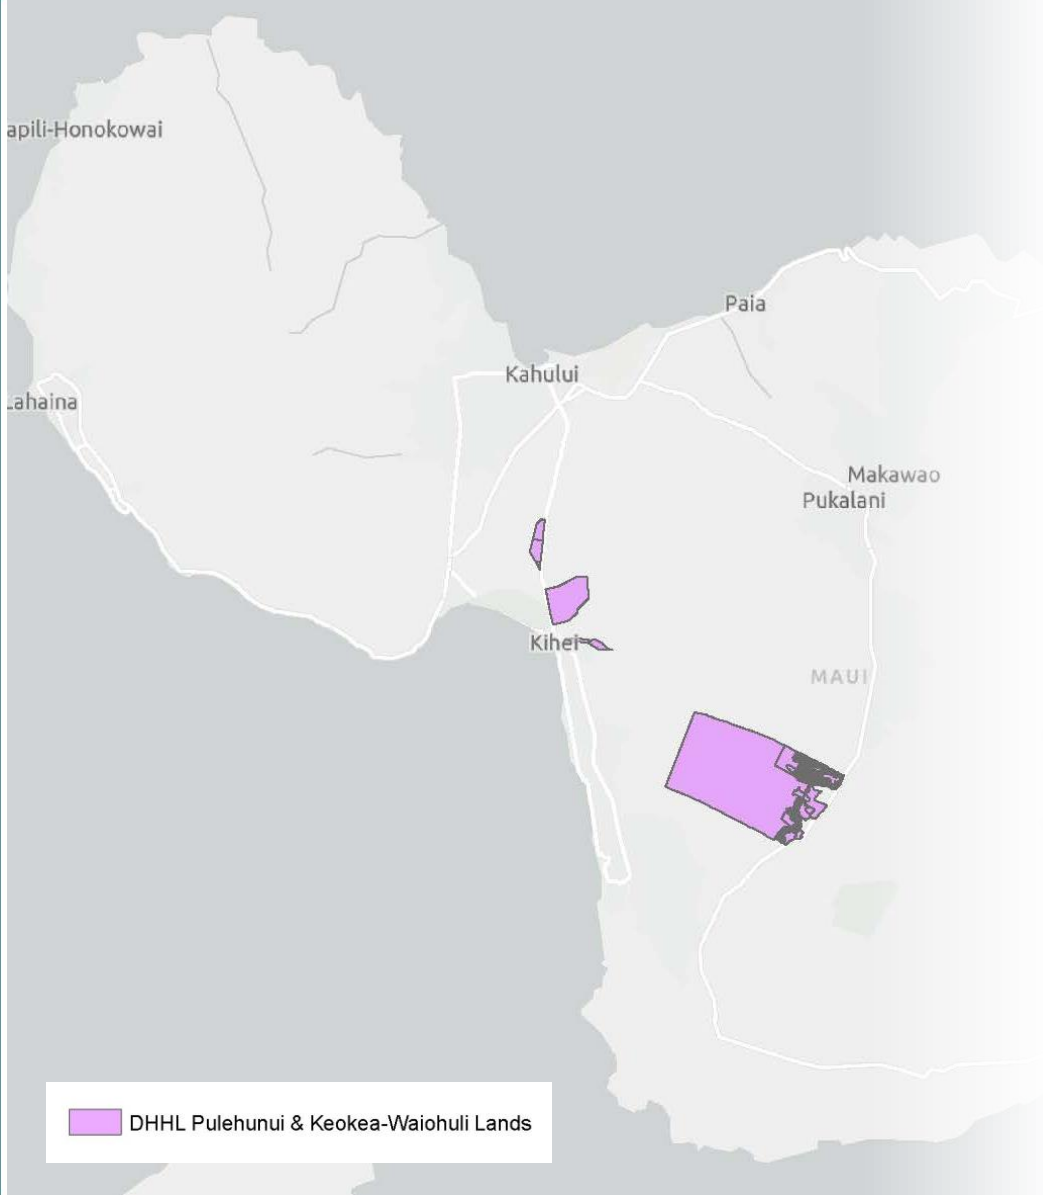 apili-Honokowai
Paia
Kahului
Lahaina
Makawao
Pukalani
Kihei
MAUI
DHHL Pulehunui & Keokea-Waiohuli Lands